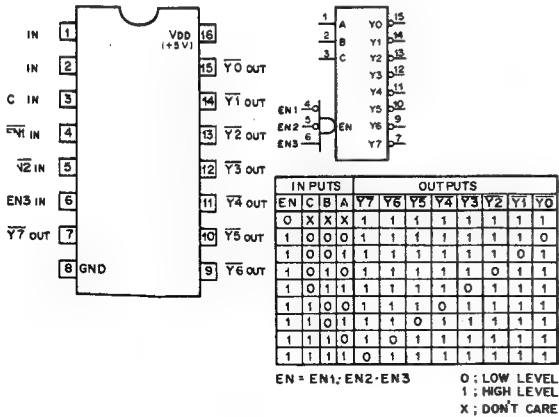 IN 1 VDD 16
(+5V)
IN 2 15 Y0 OUT
C IN 3 14 Y1 OUT
IN 4 13 Y2 OUT
IN 5 12 Y3 OUT
EN3 IN 6 11 Y4 OUT
Y7 OUT 7 10 Y5 OUT
8 GND 9 Y6 OUT
1 A Y0 15
2 B Y1 14
3 C Y2 13
Y3 12
Y4 11
EN1 4 Y5 10
EN2 5 EN Y6 9
EN3 6 Y7 7
INPUTS OUTPUTS
EN C B A Y7 Y6 Y5 Y4 Y3 Y2 Y1 Y0
0 X X X 1 1 1 1 1 1 1 1
1 0 0 0 1 1 1 1 1 1 1 0
1 0 0 1 1 1 1 1 1 1 0 1
1 0 1 0 1 1 1 1 1 0 1 1
1 0 1 1 1 1 1 1 0 1 1 1
1 1 0 0 1 1 1 0 1 1 1 1
1 1 0 1 1 1 0 1 1 1 1 1
1 1 1 0 1 0 1 1 1 1 1 1
1 1 1 1 0 1 1 1 1 1 1 1
EN = EN1 · EN2 · EN3
0 ; LOW LEVEL
1 ; HIGH LEVEL
X ; DON'T CARE